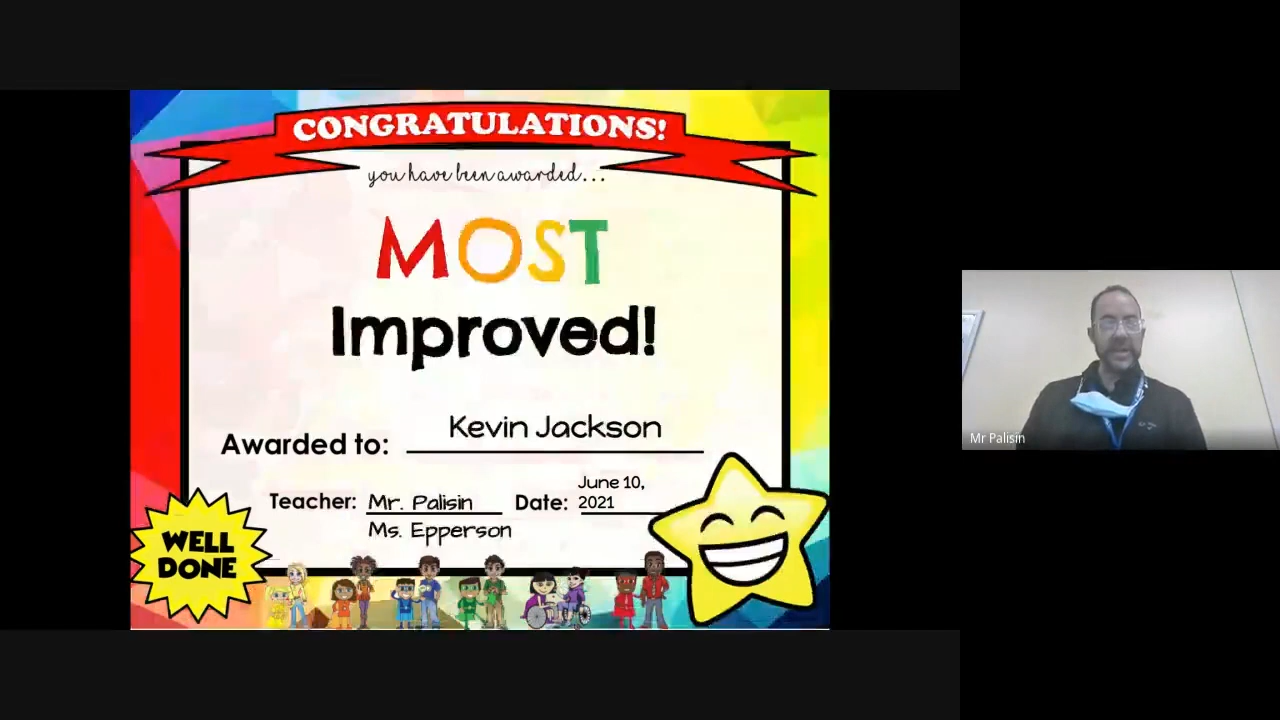 CONGRATULATIONS!
you have been awarded...
MOST
Improved!
Awarded to: Kevin Jackson
Teacher: Mr. Palisin Date: June 10, 2021
Ms. Epperson
WELL
DONE
Mr Palisin